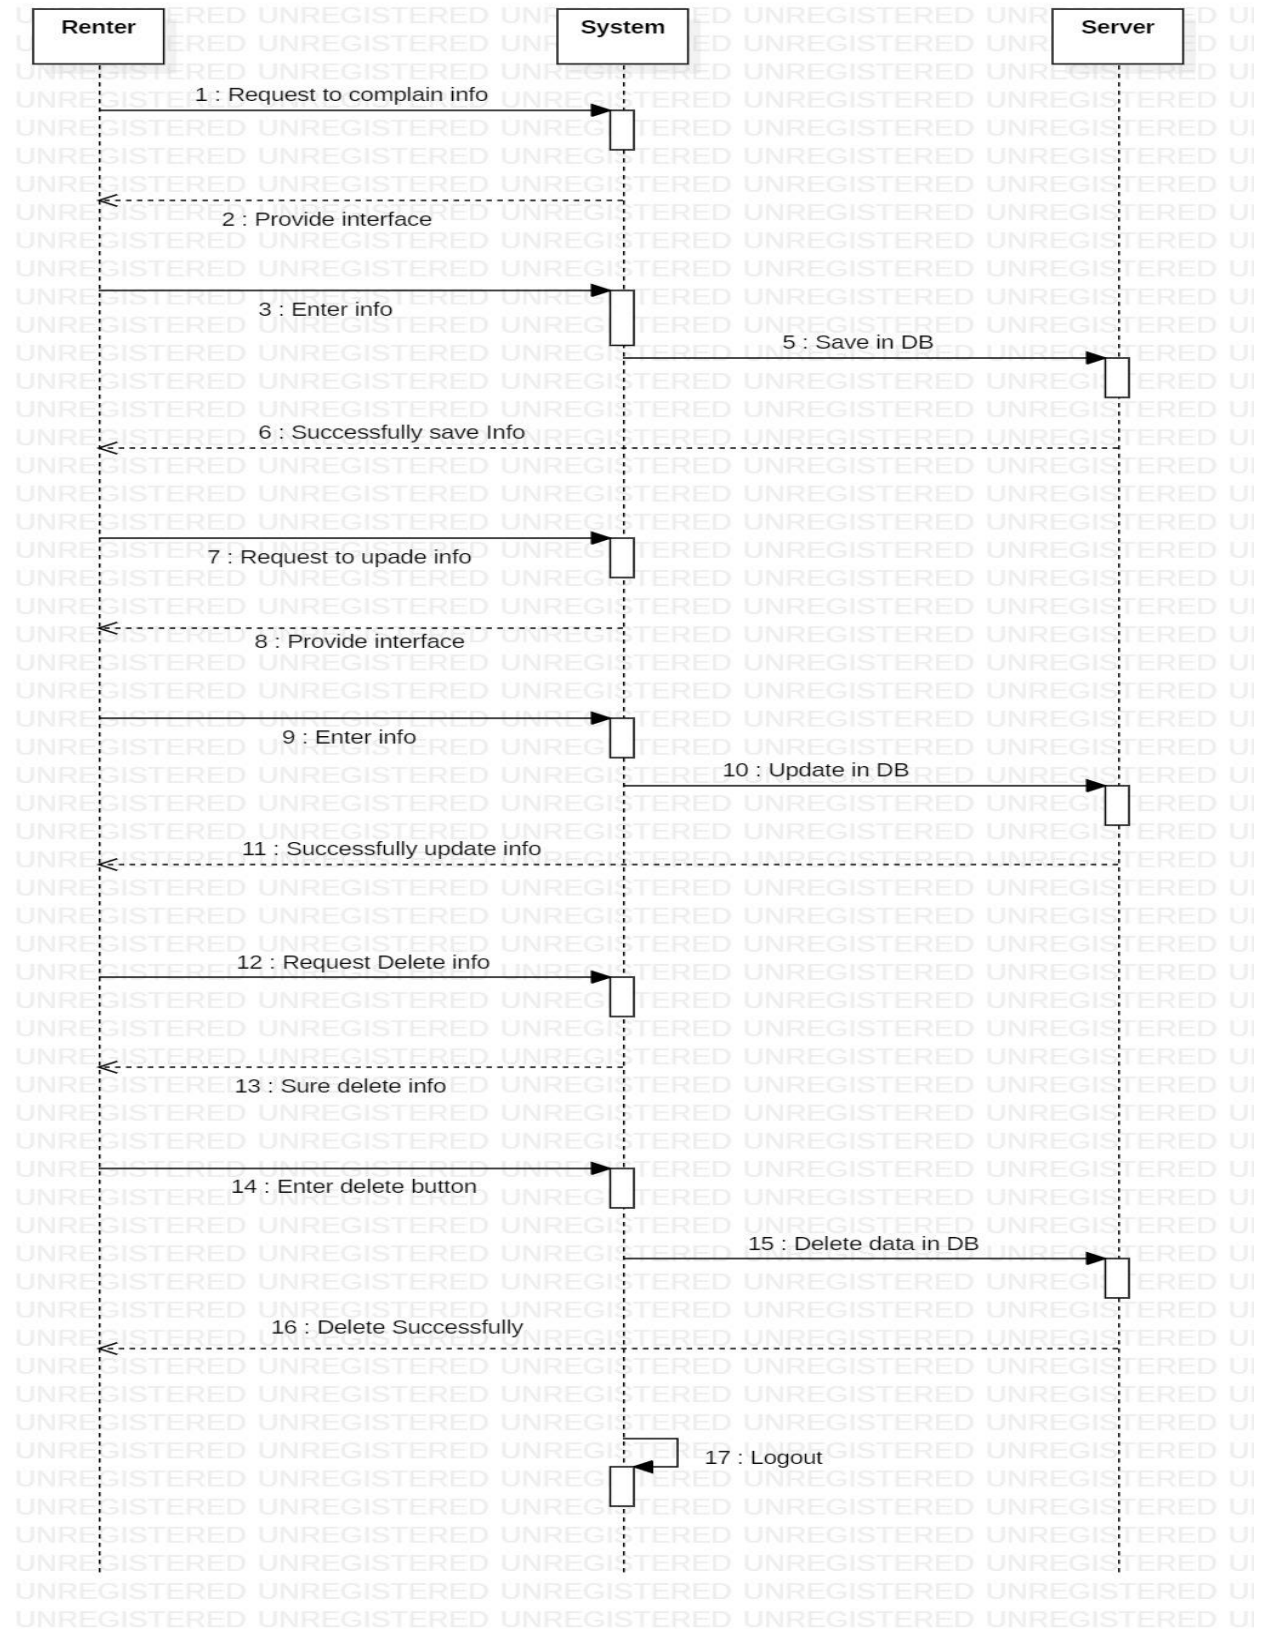 Renter
System
Server
1 : Request to complain info
2 : Provide interface
3 : Enter info
5 : Save in DB
6 : Successfully save Info
7 : Request to upade info
8 : Provide interface
9 : Enter info
10 : Update in DB
11 : Successfully update info
12 : Request Delete info
13 : Sure delete info
14 : Enter delete button
15 : Delete data in DB
16 : Delete Successfully
17 : Logout
UNREGISTERED